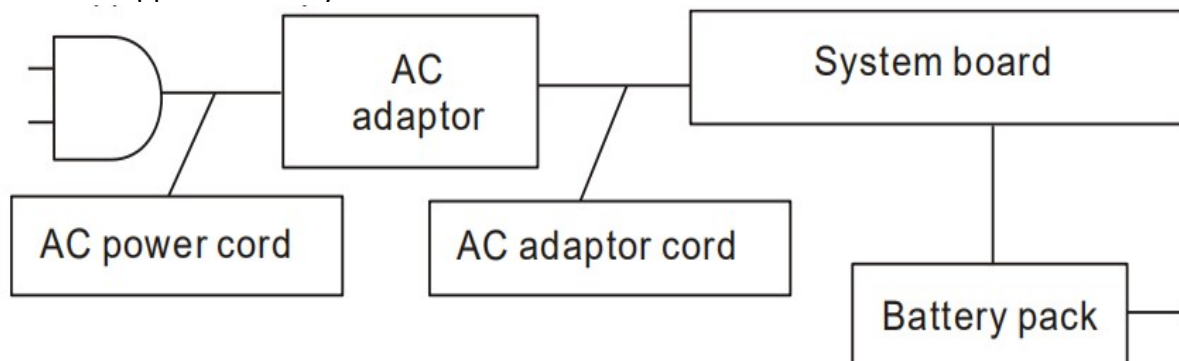 AC
adaptor
System board
AC power cord
AC adaptor cord
Battery pack